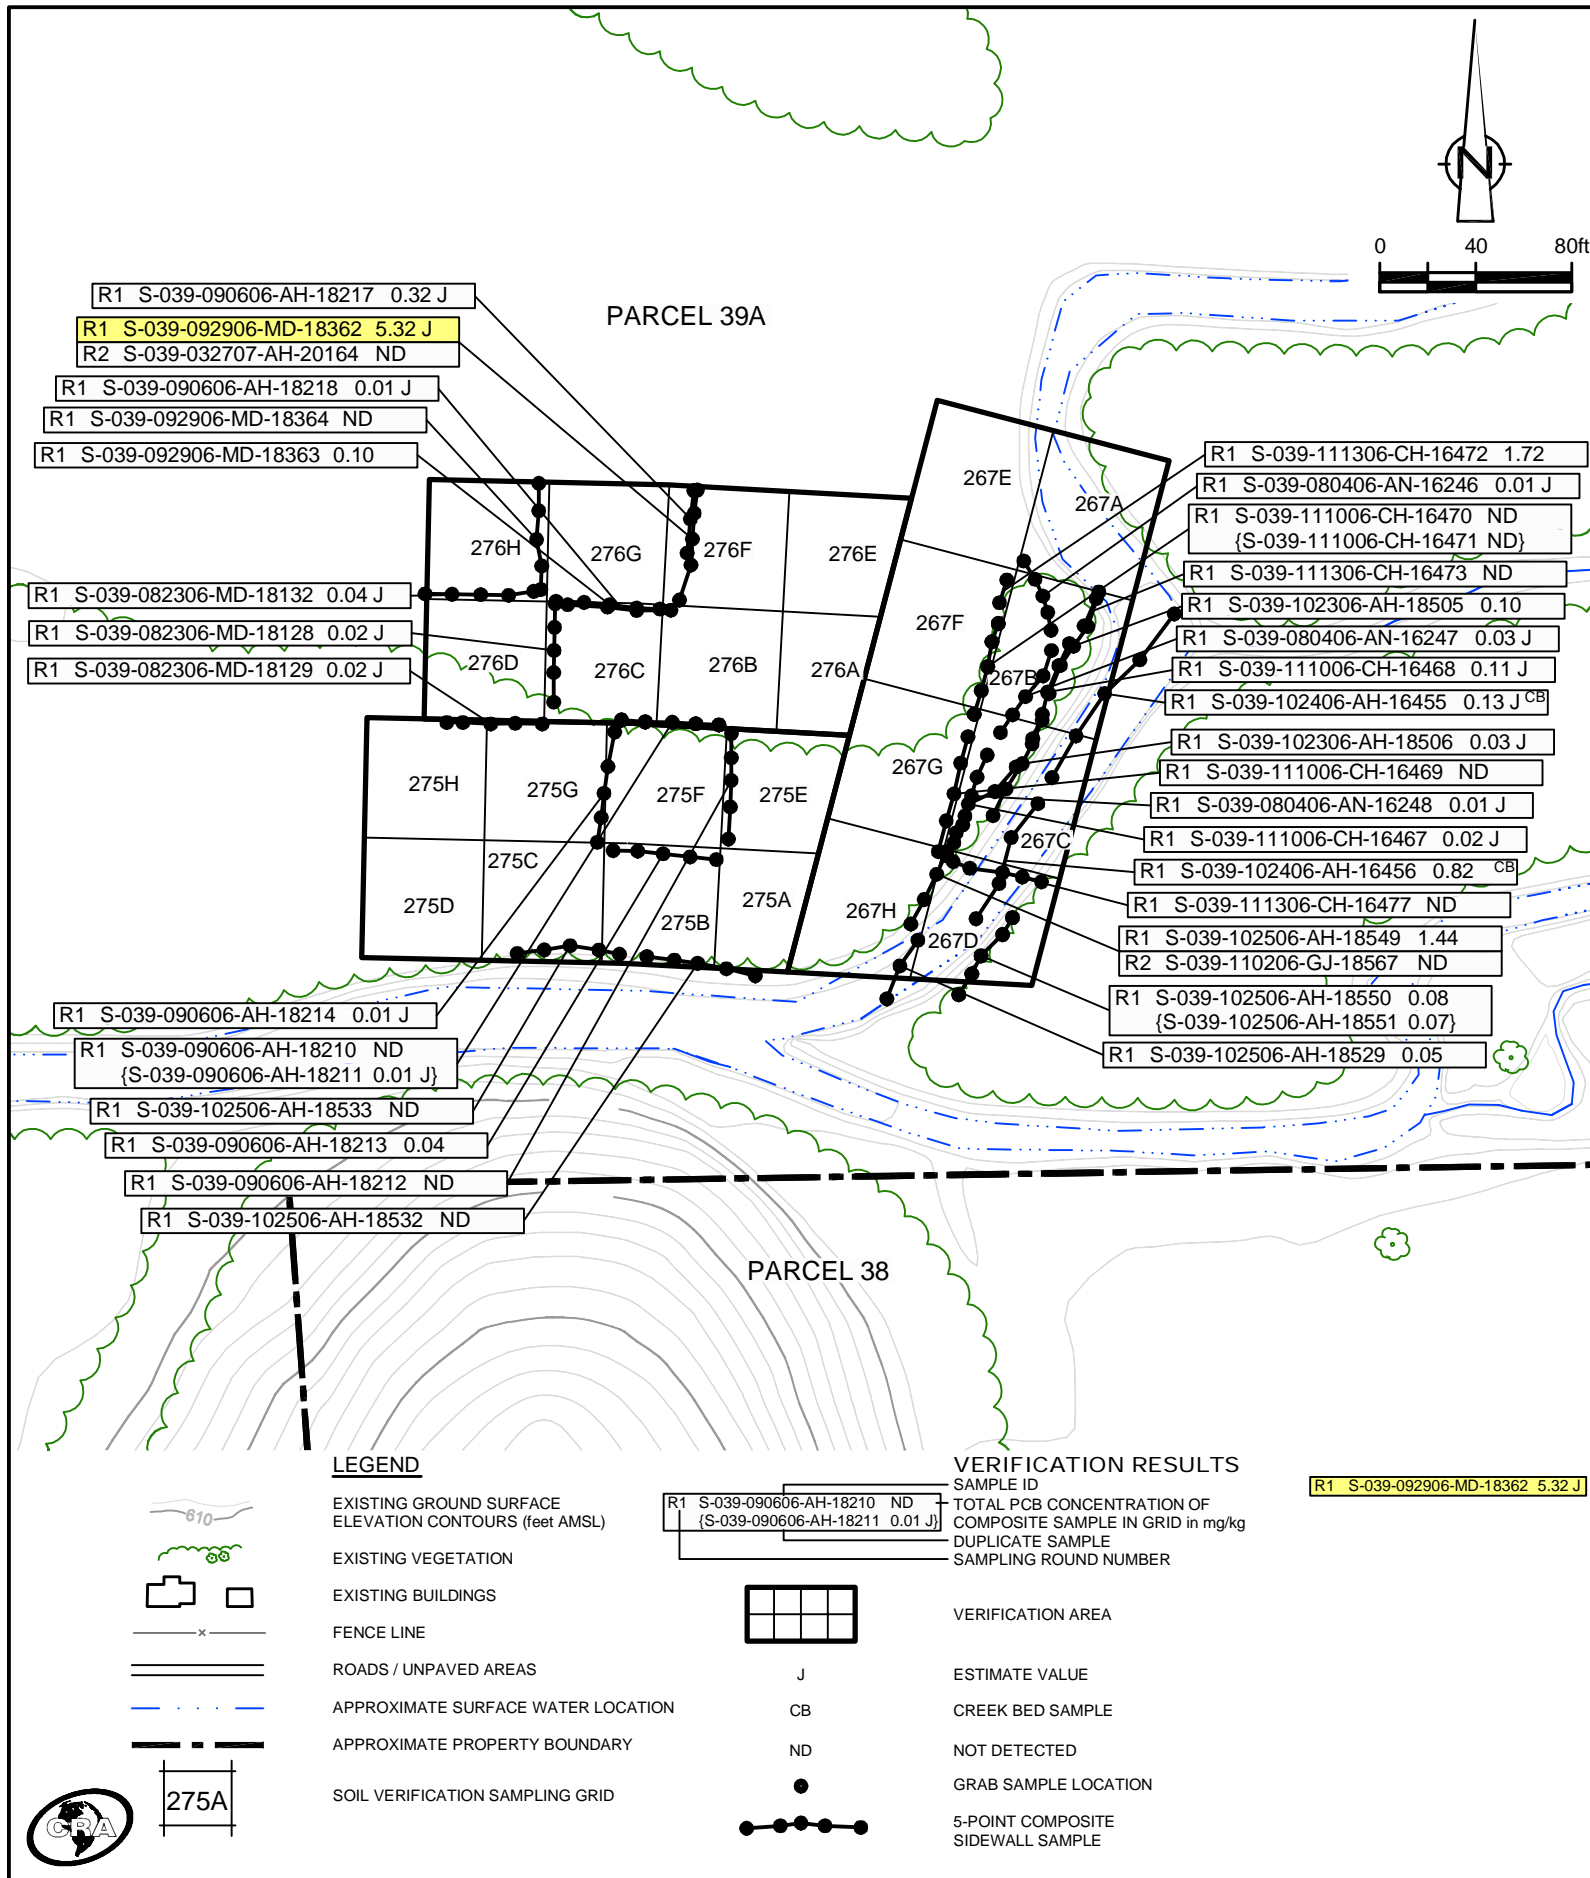 N
0 40 80ft
PARCEL 39A
R1 S-039-090606-AH-18217 0.32 J
R1 S-039-092906-MD-18362 5.32 J
R2 S-039-032707-AH-20164 ND
R1 S-039-090606-AH-18218 0.01 J
R1 S-039-092906-MD-18364 ND
R1 S-039-092906-MD-18363 0.10
R1 S-039-082306-MD-18132 0.04 J
R1 S-039-082306-MD-18128 0.02 J
R1 S-039-082306-MD-18129 0.02 J
276H
276G
276F
276E
276D
276C
276B
276A
275H
275G
275F
275E
275D
275C
275B
275A
267E
267A
267F
267B
267G
267C
267H
267D
R1 S-039-111306-CH-16472 1.72
R1 S-039-080406-AN-16246 0.01 J
R1 S-039-111006-CH-16470 ND
{S-039-111006-CH-16471 ND}
R1 S-039-111306-CH-16473 ND
R1 S-039-102306-AH-18505 0.10
R1 S-039-080406-AN-16247 0.03 J
R1 S-039-111006-CH-16468 0.11 J
R1 S-039-102406-AH-16455 0.13 J CB
R1 S-039-102306-AH-18506 0.03 J
R1 S-039-111006-CH-16469 ND
R1 S-039-080406-AN-16248 0.01 J
R1 S-039-111006-CH-16467 0.02 J
R1 S-039-102406-AH-16456 0.82 CB
R1 S-039-111306-CH-16477 ND
R1 S-039-102506-AH-18549 1.44
R2 S-039-110206-GJ-18567 ND
R1 S-039-102506-AH-18550 0.08
{S-039-102506-AH-18551 0.07}
R1 S-039-102506-AH-18529 0.05
R1 S-039-090606-AH-18214 0.01 J
R1 S-039-090606-AH-18210 ND
{S-039-090606-AH-18211 0.01 J}
R1 S-039-102506-AH-18533 ND
R1 S-039-090606-AH-18213 0.04
R1 S-039-090606-AH-18212 ND
R1 S-039-102506-AH-18532 ND
PARCEL 38
LEGEND
610
EXISTING GROUND SURFACE
ELEVATION CONTOURS (feet AMSL)
EXISTING VEGETATION
EXISTING BUILDINGS
x
FENCE LINE
ROADS / UNPAVED AREAS
APPROXIMATE SURFACE WATER LOCATION
APPROXIMATE PROPERTY BOUNDARY
275A
SOIL VERIFICATION SAMPLING GRID
CRA
VERIFICATION RESULTS
R1 S-039-090606-AH-18210 ND
{S-039-090606-AH-18211 0.01 J}
SAMPLE ID
TOTAL PCB CONCENTRATION OF
COMPOSITE SAMPLE IN GRID in mg/kg
DUPLICATE SAMPLE
SAMPLING ROUND NUMBER
R1 S-039-092906-MD-18362 5.32 J
VERIFICATION AREA
J
ESTIMATE VALUE
CB
CREEK BED SAMPLE
ND
NOT DETECTED
GRAB SAMPLE LOCATION
5-POINT COMPOSITE
SIDEWALL SAMPLE